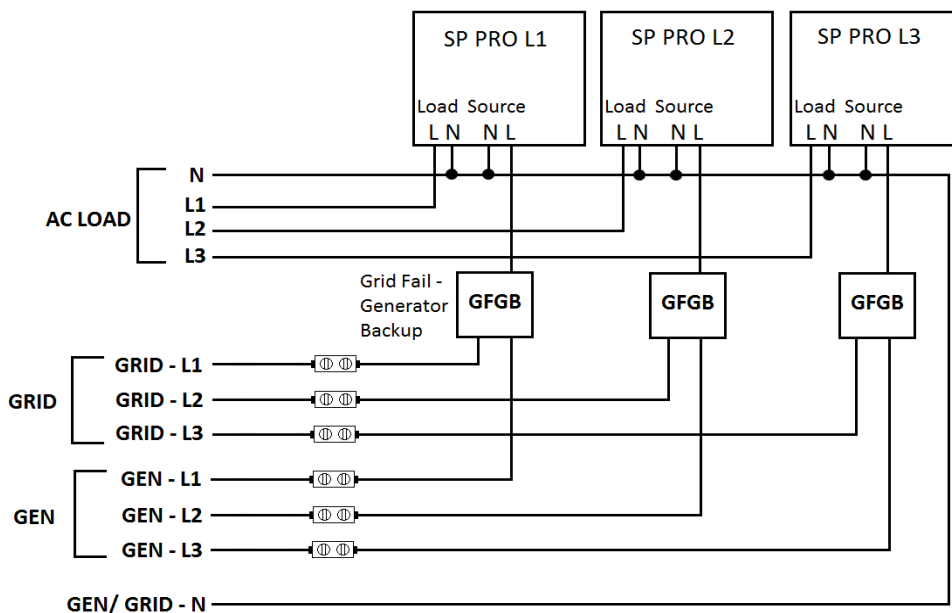 SP PRO L1
SP PRO L2
SP PRO L3
Load Source
Load Source
Load Source
L N N L
L N N L
L N N L
AC LOAD
N
L1
L2
L3
Grid Fail -
Generator
Backup
GFGB
GFGB
GFGB
GRID
GRID - L1
GRID - L2
GRID - L3
GEN
GEN - L1
GEN - L2
GEN - L3
GEN/ GRID - N